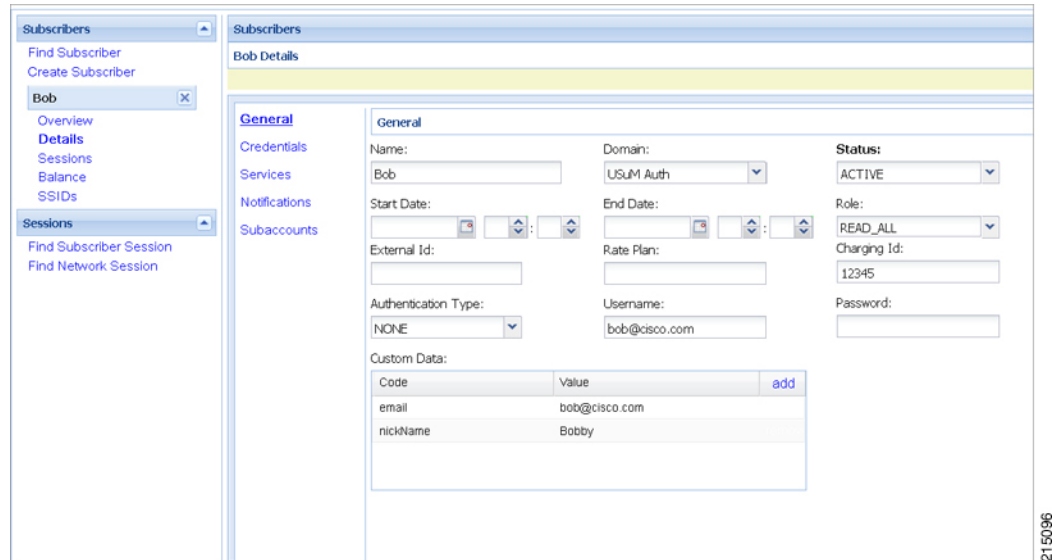 Subscribers
Find Subscriber
Create Subscriber
Bob
Overview
Details
Sessions
Balance
SSIDs
Sessions
Find Subscriber Session
Find Network Session
Subscribers
Bob Details
General
Credentials
Services
Notifications
Subaccounts
General
Name:
Domain:
Status:
Bob
USuM Auth
ACTIVE
Start Date:
End Date:
Role:
:
:
READ_ALL
External Id:
Rate Plan:
Charging Id:
12345
Authentication Type:
Username:
Password:
NONE
bob@cisco.com
Custom Data:
Code Value add
email bob@cisco.com
nickName Bobby
215096